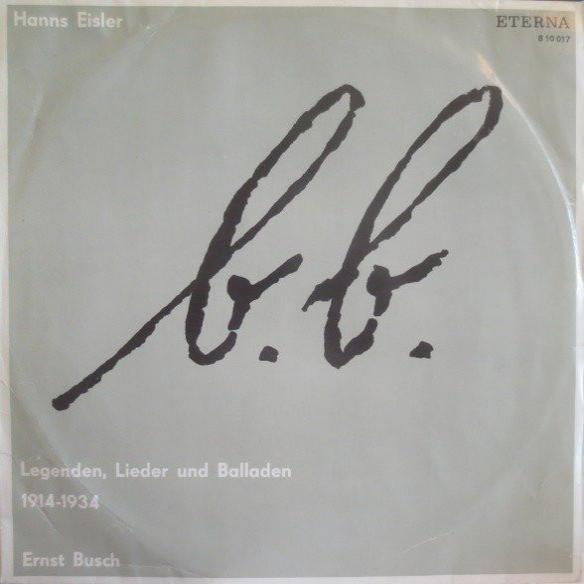 Hanns Eisler
ETERNA
8 10 017
b.b.
Legenden, Lieder und Balladen
1914-1934
Ernst Busch